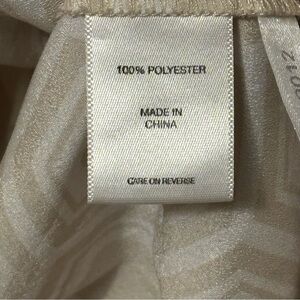 100% POLYESTER
MADE IN
CHINA
CARE ON REVERSE